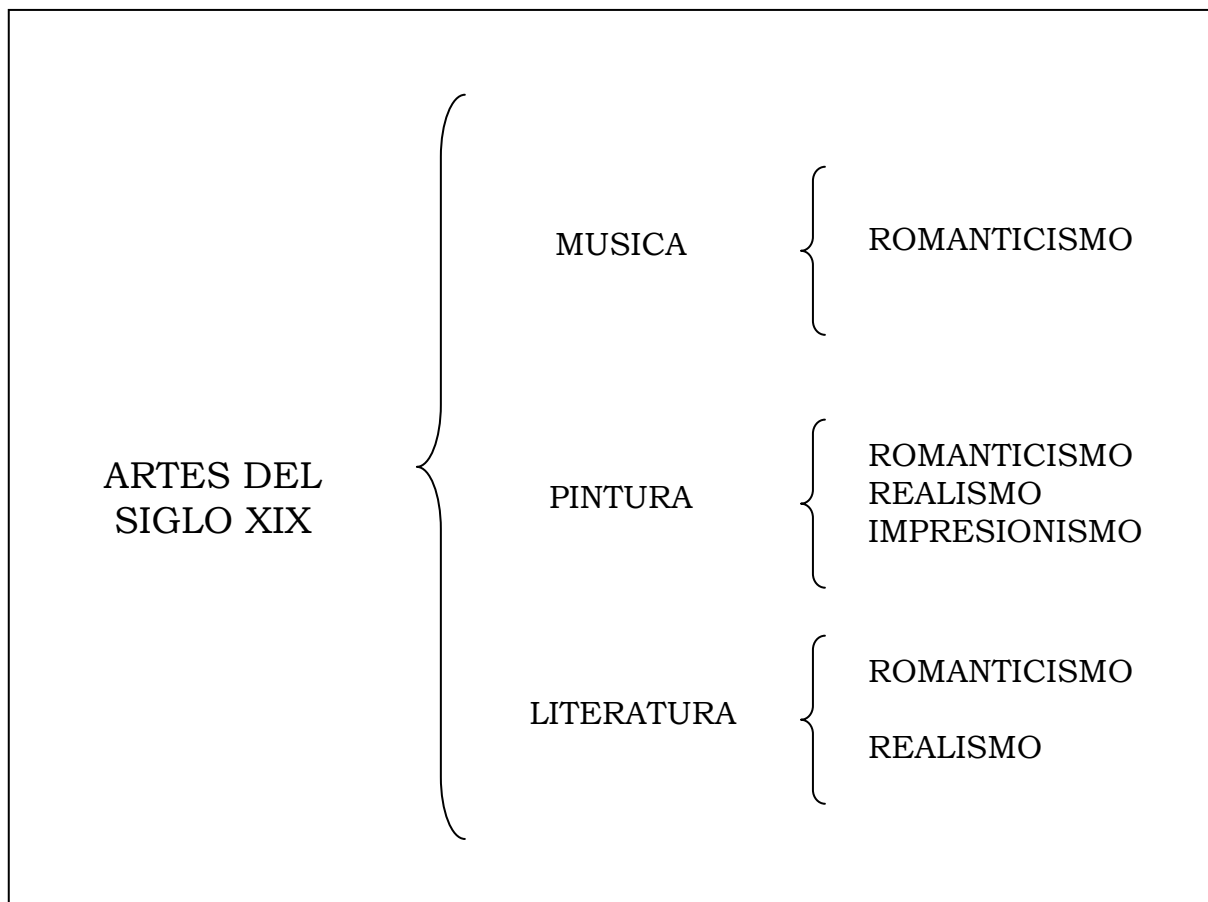 ARTES DEL
SIGLO XIX
MUSICA
ROMANTICISMO
PINTURA
ROMANTICISMO
REALISMO
IMPRESIONISMO
LITERATURA
ROMANTICISMO
REALISMO